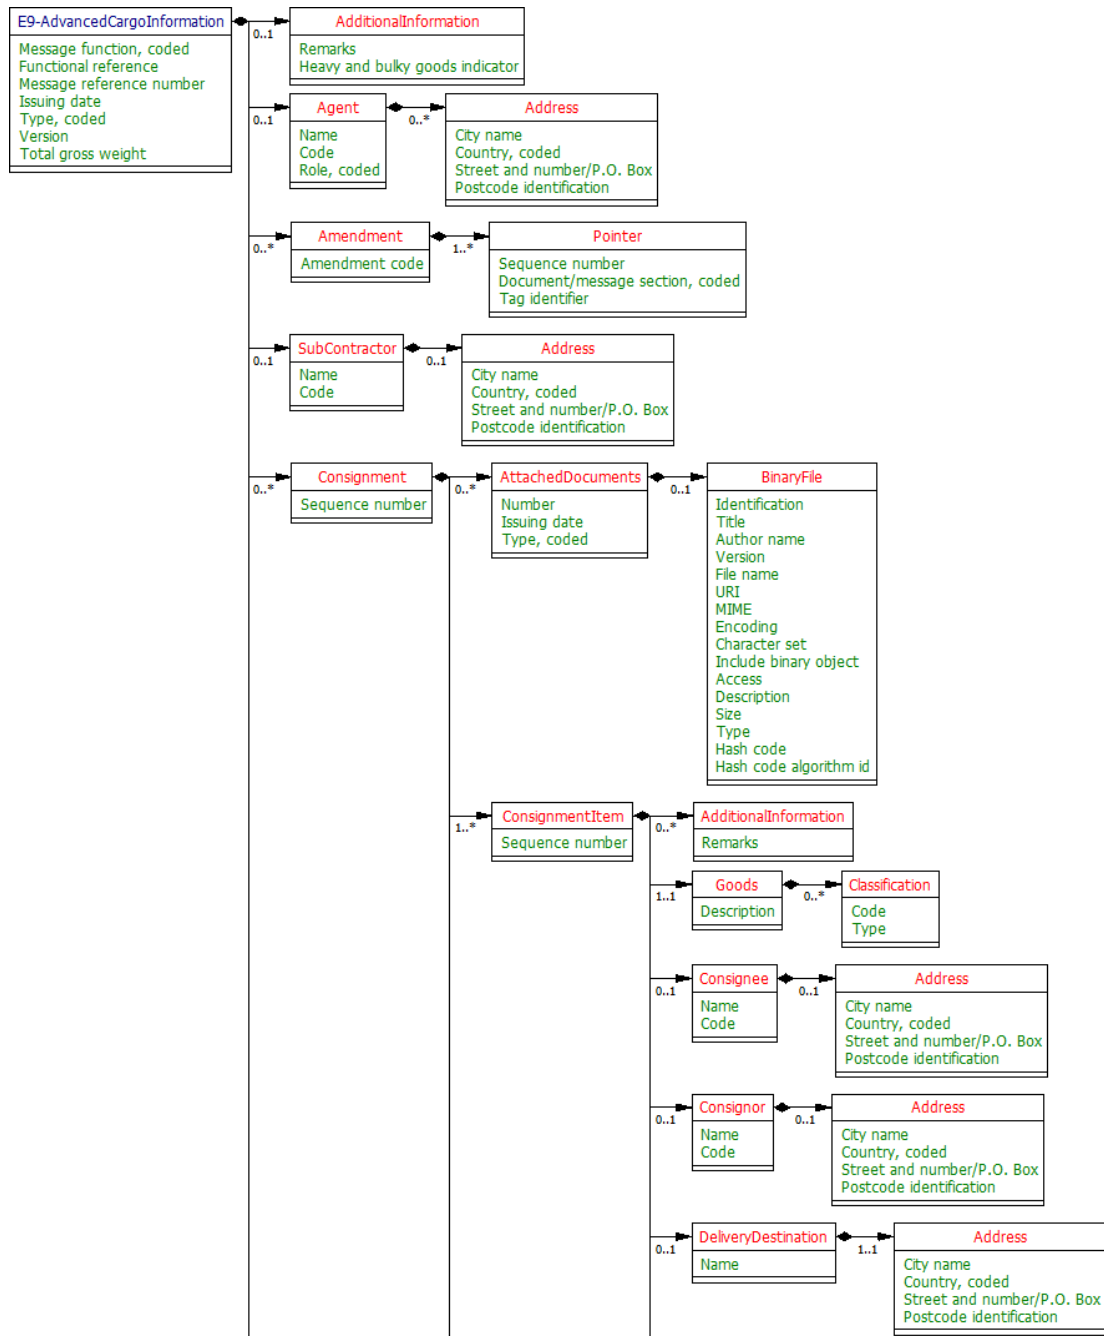 E9-AdvancedCargoInformation
Message function, coded
Functional reference
Message reference number
Issuing date
Type, coded
Version
Total gross weight
0..1
AdditionalInformation
Remarks
Heavy and bulky goods indicator
0..1
Agent
Name
Code
Role, coded
0..*
Address
City name
Country, coded
Street and number/P.O. Box
Postcode identification
0..*
Amendment
Amendment code
1..*
Pointer
Sequence number
Document/message section, coded
Tag identifier
0..1
SubContractor
Name
Code
0..1
Address
City name
Country, coded
Street and number/P.O. Box
Postcode identification
0..*
Consignment
Sequence number
0..*
AttachedDocuments
Number
Issuing date
Type, coded
0..1
BinaryFile
Identification
Title
Author name
Version
File name
URI
MIME
Encoding
Character set
Include binary object
Access
Description
Size
Type
Hash code
Hash code algorithm id
1..*
ConsignmentItem
Sequence number
0..*
AdditionalInformation
Remarks
1..1
Goods
Description
0..*
Classification
Code
Type
0..1
Consignee
Name
Code
0..1
Address
City name
Country, coded
Street and number/P.O. Box
Postcode identification
0..1
Consignor
Name
Code
0..1
Address
City name
Country, coded
Street and number/P.O. Box
Postcode identification
0..1
DeliveryDestination
Name
1..1
Address
City name
Country, coded
Street and number/P.O. Box
Postcode identification